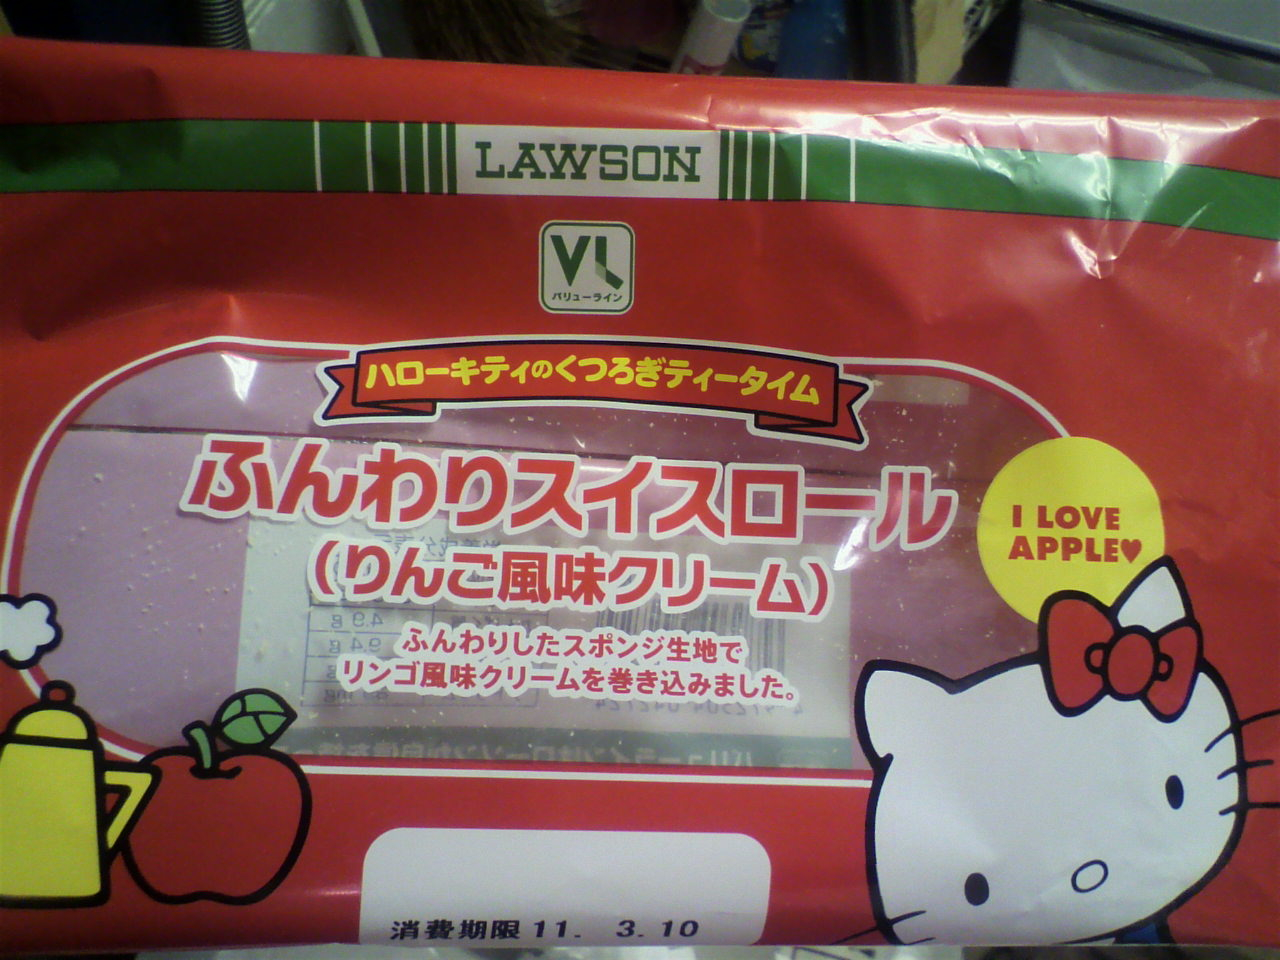 LAWSON
VL
バリューライン
ハローキティのくつろぎティータイム
ふんわりスイスロール
(りんご風味クリーム)
I LOVE
APPLE♥
ふんわりしたスポンジ生地で
リンゴ風味クリームを巻き込みました。
消費期限 11. 3.10